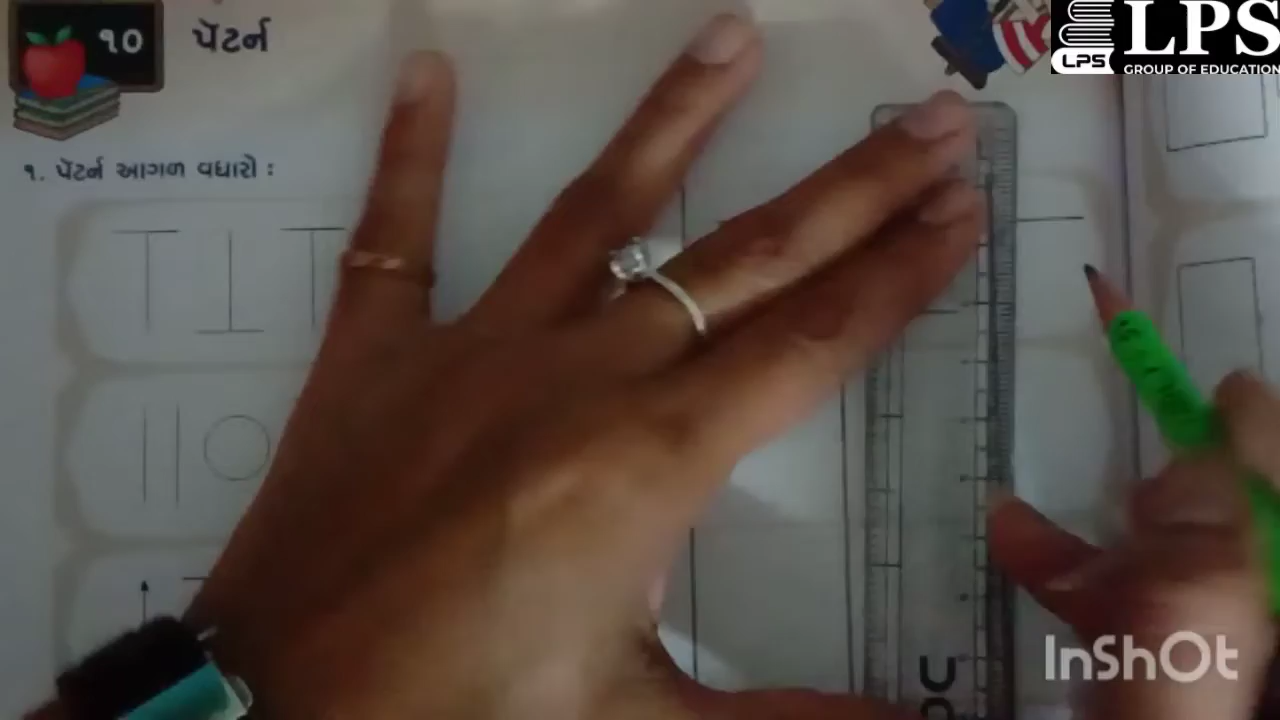 ૧૦ પૅટર્ન
LPS
LPS
GROUP OF EDUCATION
૧. પૅટર્ન આગળ વધારો :
InShOt